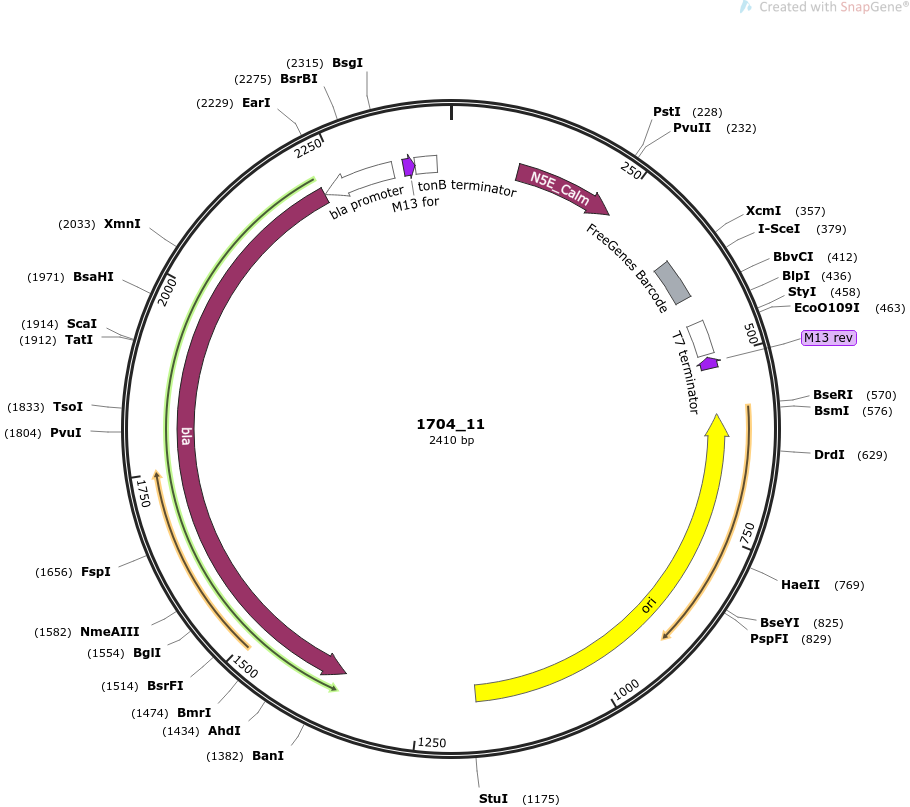 Created with SnapGene®
(2315) BsgI
(2275) BsrBI
(2229) EarI
PstI (228)
PvuII (232)
2250
250
tonB terminator
bla promoter
M13 for
N5E_Calm
XcmI (357)
I-SceI (379)
(2033) XmnI
FreeGenes Barcode
BbvCI (412)
(1971) BsaHI
BlpI (436)
2000
StyI (458)
EcoO109I (463)
(1914) ScaI
(1912) TatI
500
M13 rev
T7 terminator
BseRI (570)
(1833) TsoI
BsmI (576)
1704_11
(1804) PvuI
bla
2410 bp
DrdI (629)
1750
750
(1656) FspI
HaeII (769)
ori
BseYI (825)
(1582) NmeAIII
PspFI (829)
(1554) BglI
1500
(1514) BsrFI
1000
(1474) BmrI
(1434) AhdI
1250
(1382) BanI
StuI (1175)